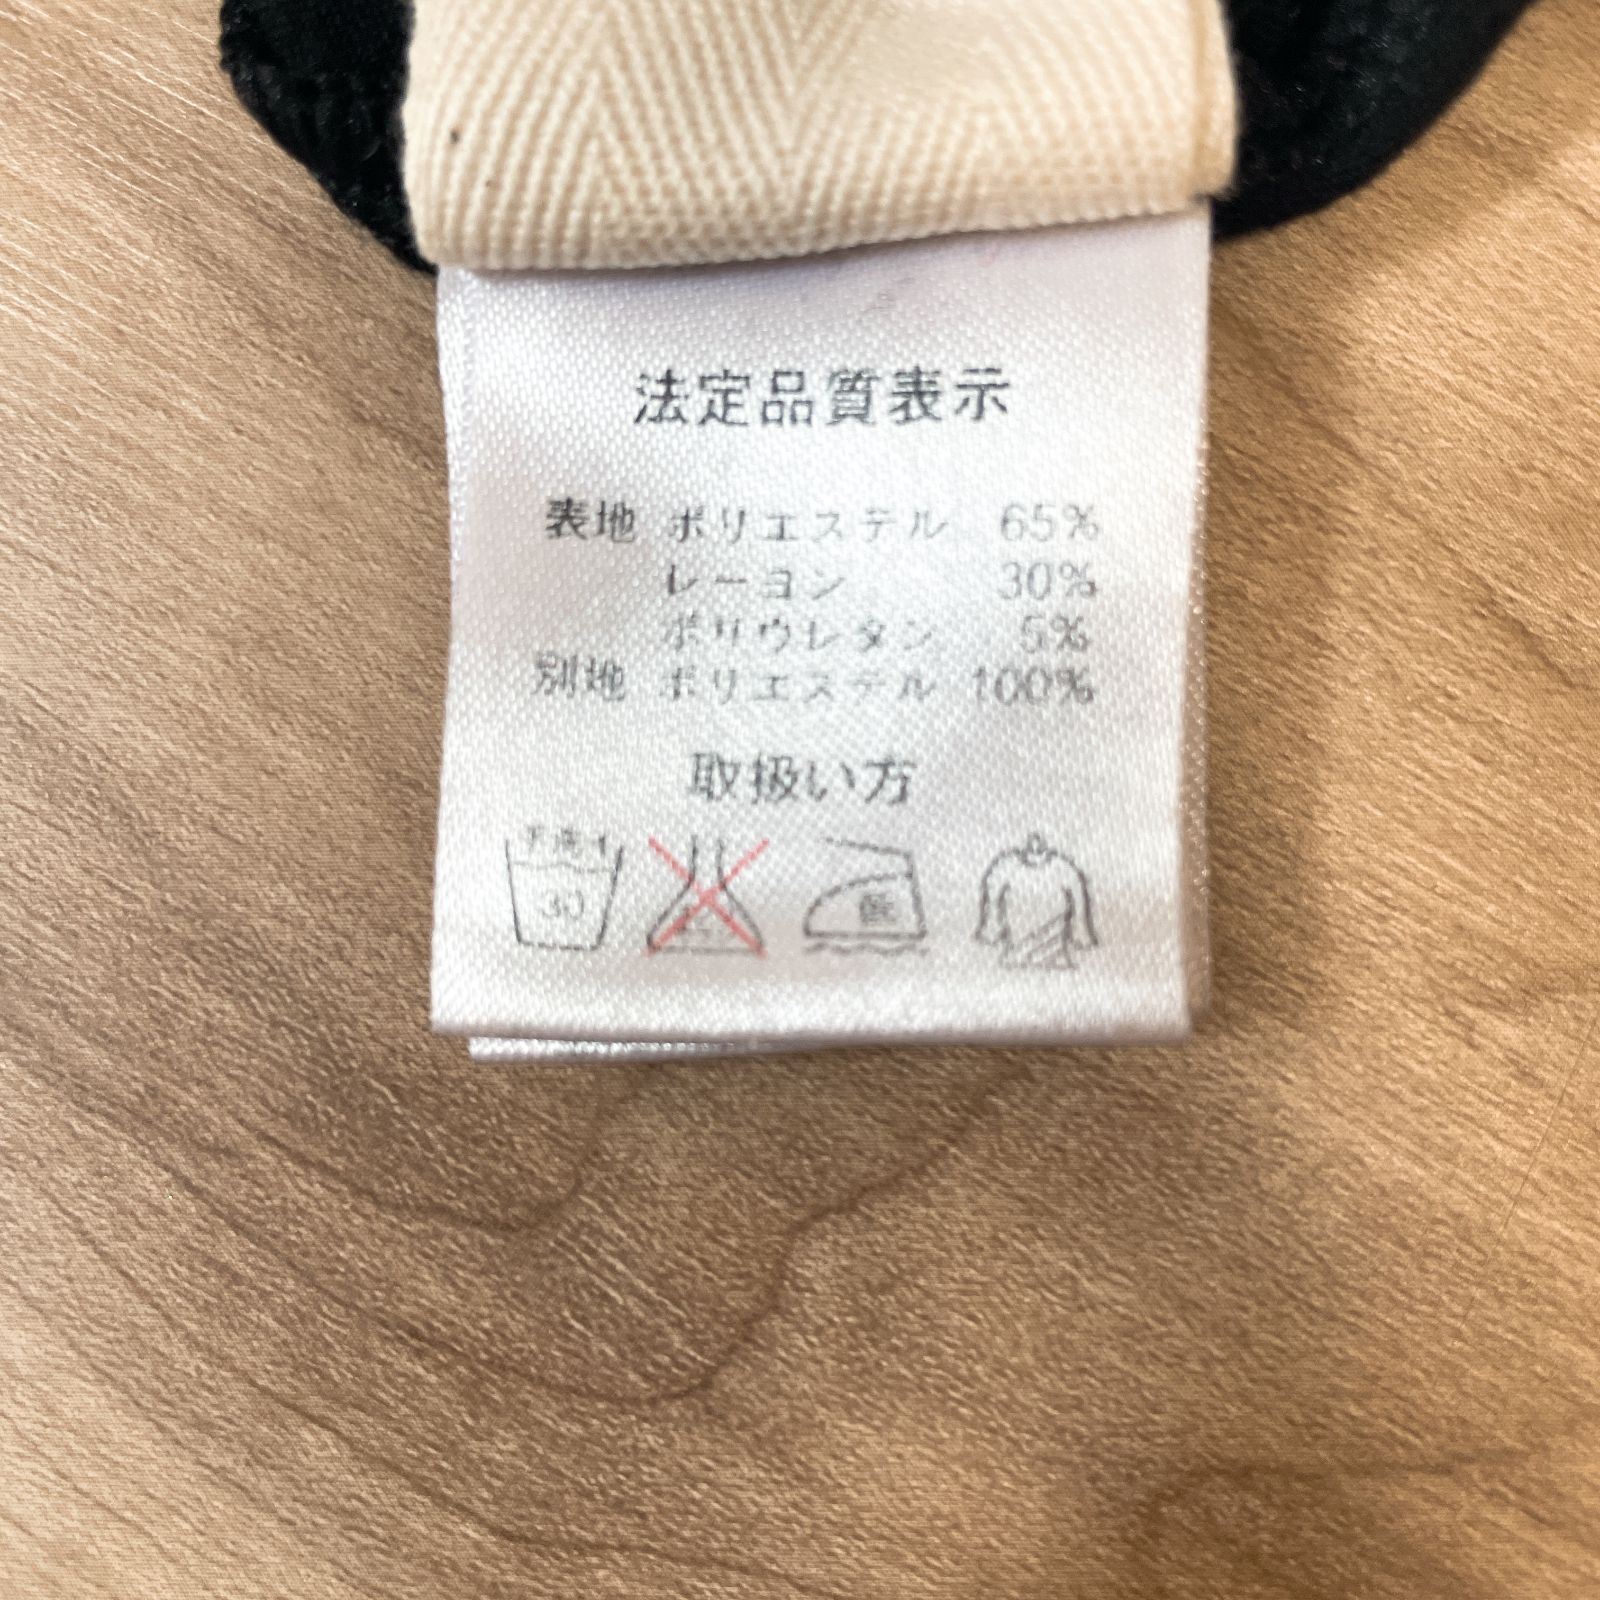 法定品質表示
表地 ポリエステル 65%
レーヨン 30%
ポリウレタン 5%
別地 ポリエステル 100%
取扱い方
手洗イ
30
低